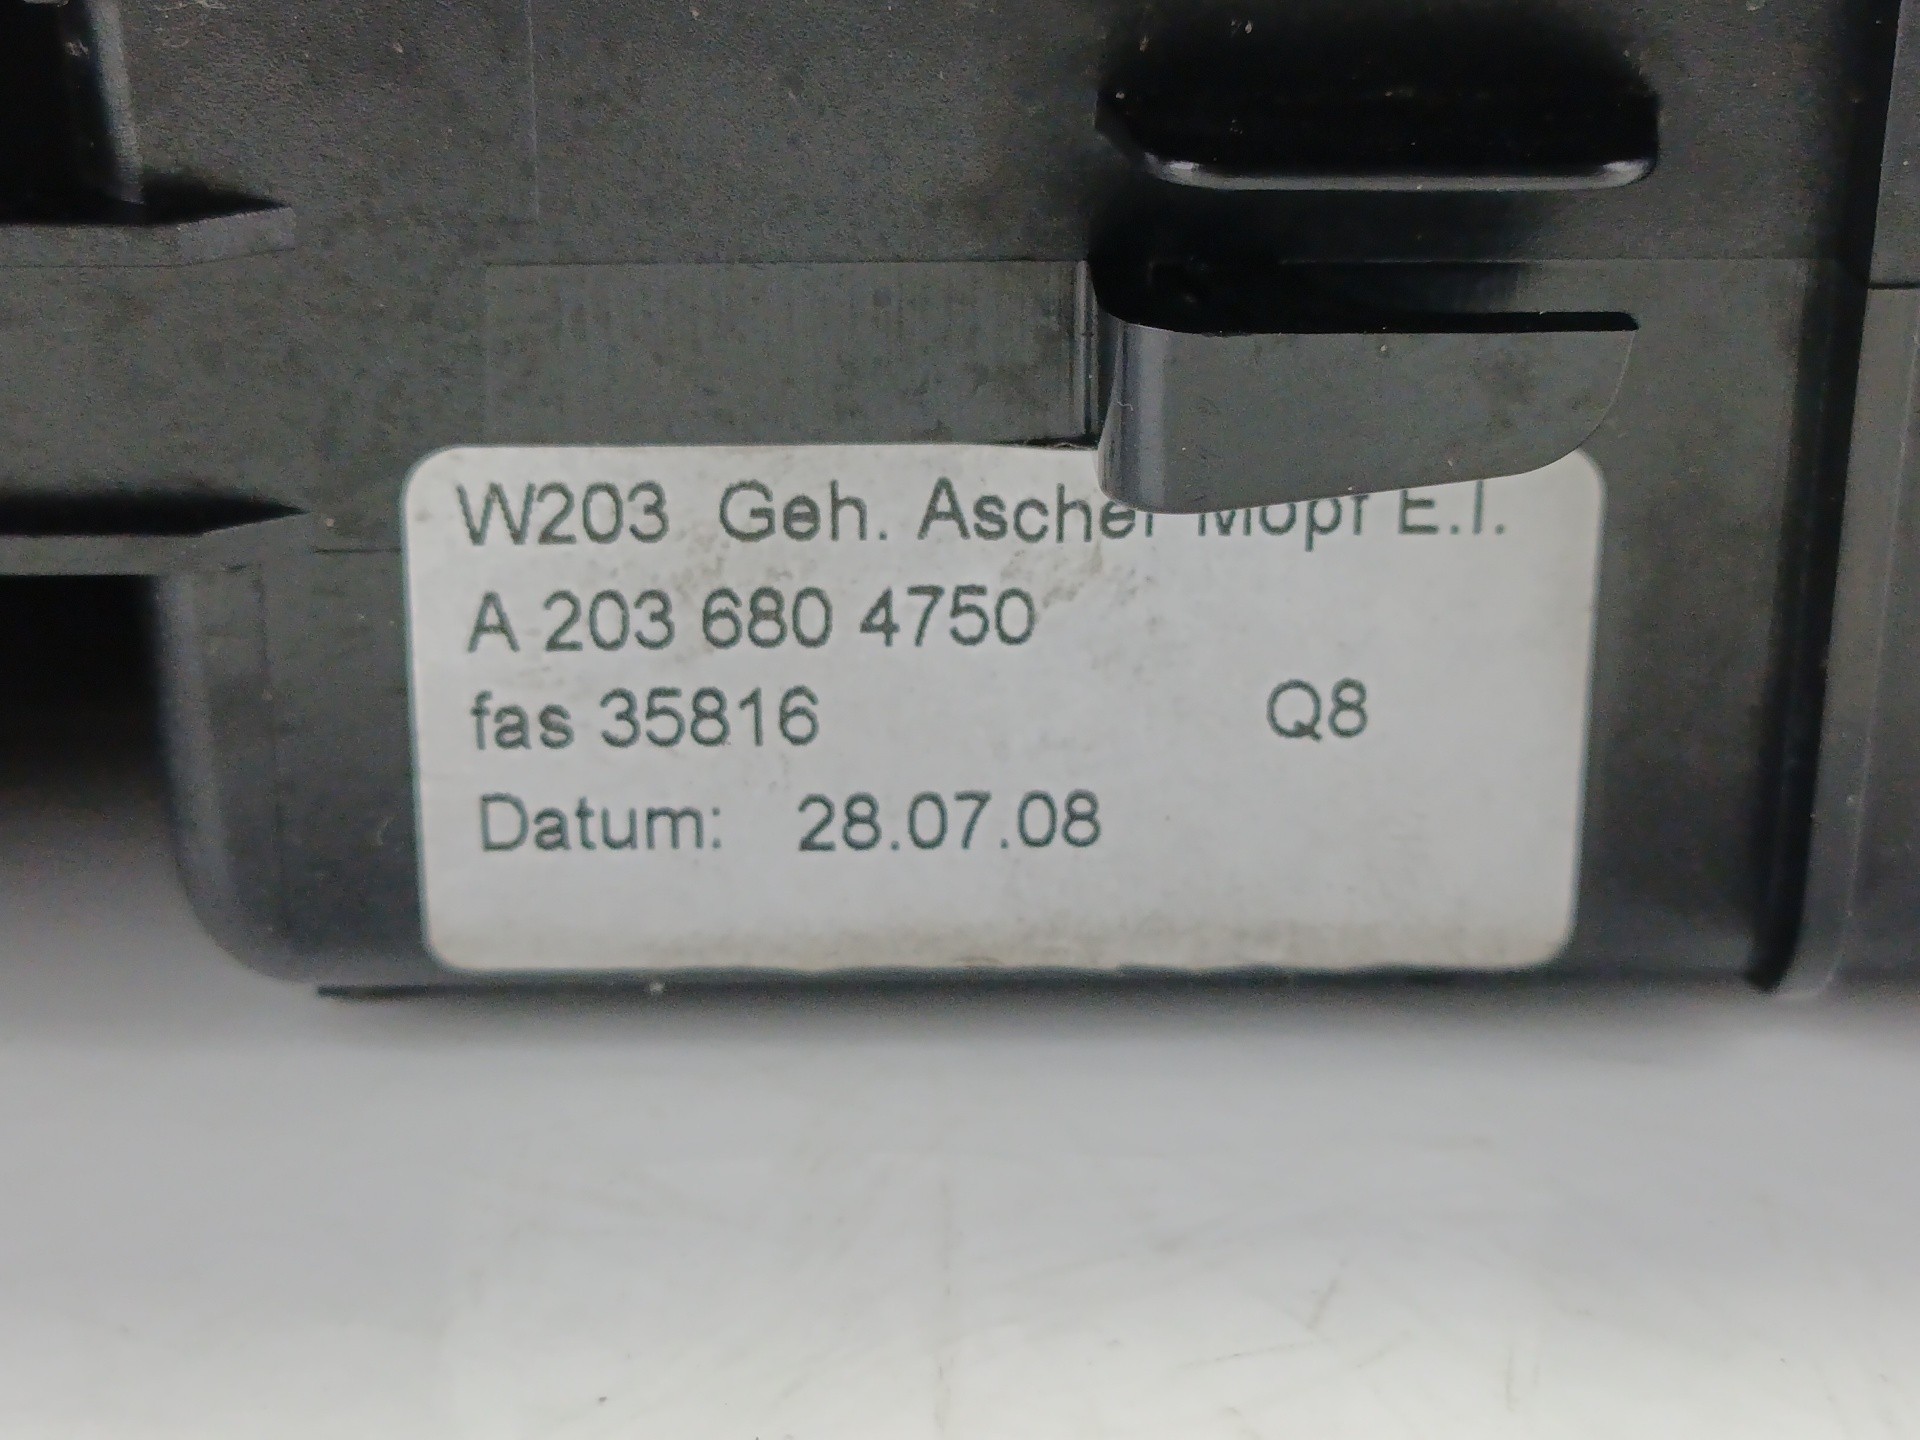 W203 Geh. Ascher Mopf E.I.
A 203 680 4750
fas 35816 Q8
Datum: 28.07.08